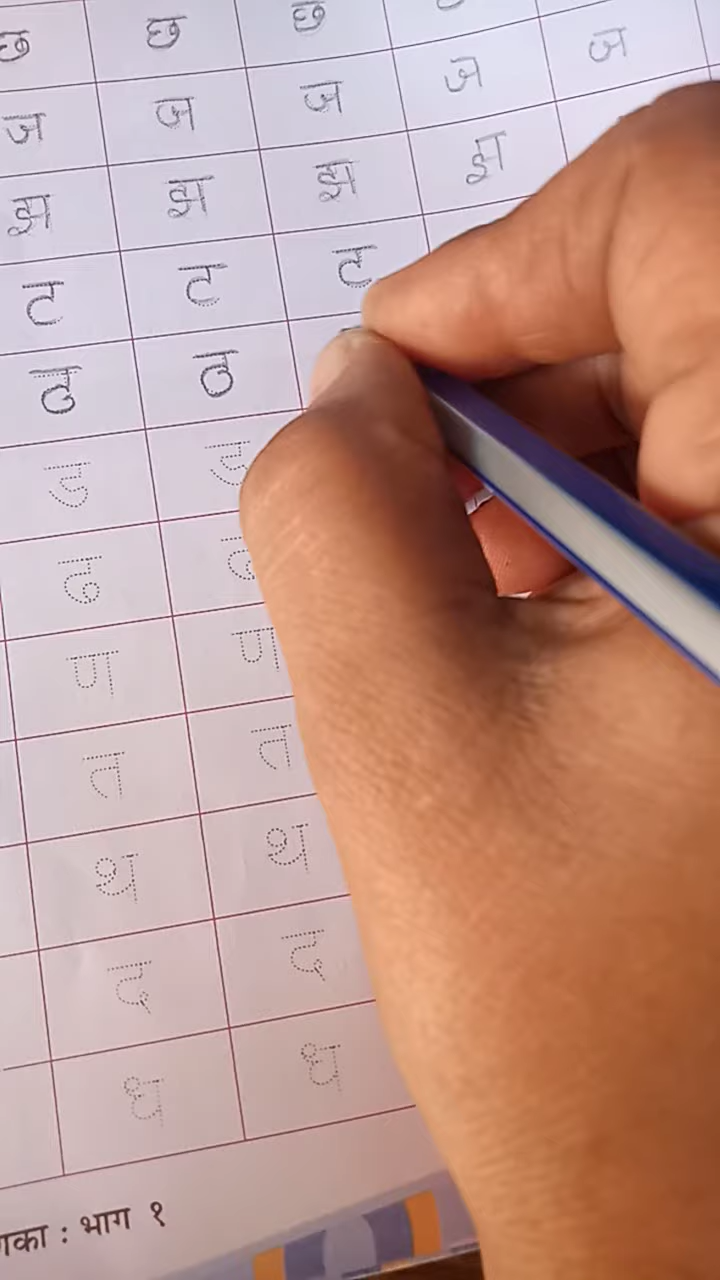 छ छ छ
ज ज ज ज ज
झ झ झ झ
ट ट ट
ठ ठ
ड ड
ढ ढ
ण ण
त त
थ थ
द द
ध ध
भाग १